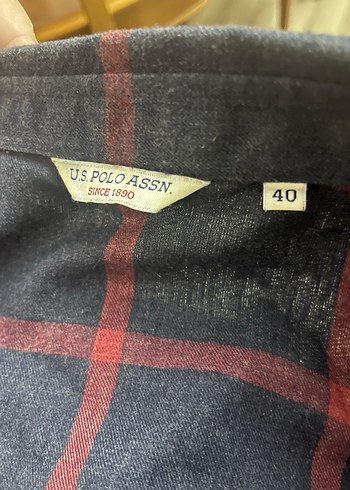 U.S. POLO ASSN.
SINCE 1890
40